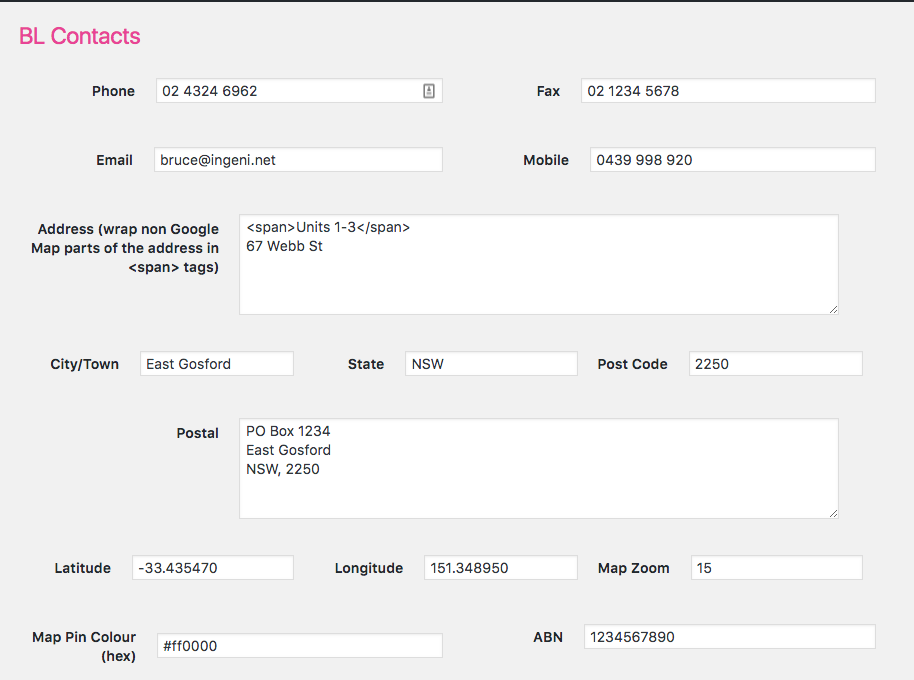 BL Contacts
Phone 02 4324 6962 Fax 02 1234 5678
Email bruce@ingeni.net Mobile 0439 998 920
Address (wrap non Google
Map parts of the address in
<span> tags)
<span>Units 1-3</span>
67 Webb St
City/Town East Gosford State NSW Post Code 2250
Postal
PO Box 1234
East Gosford
NSW, 2250
Latitude -33.435470 Longitude 151.348950 Map Zoom 15
Map Pin Colour
(hex)
#ff0000
ABN 1234567890